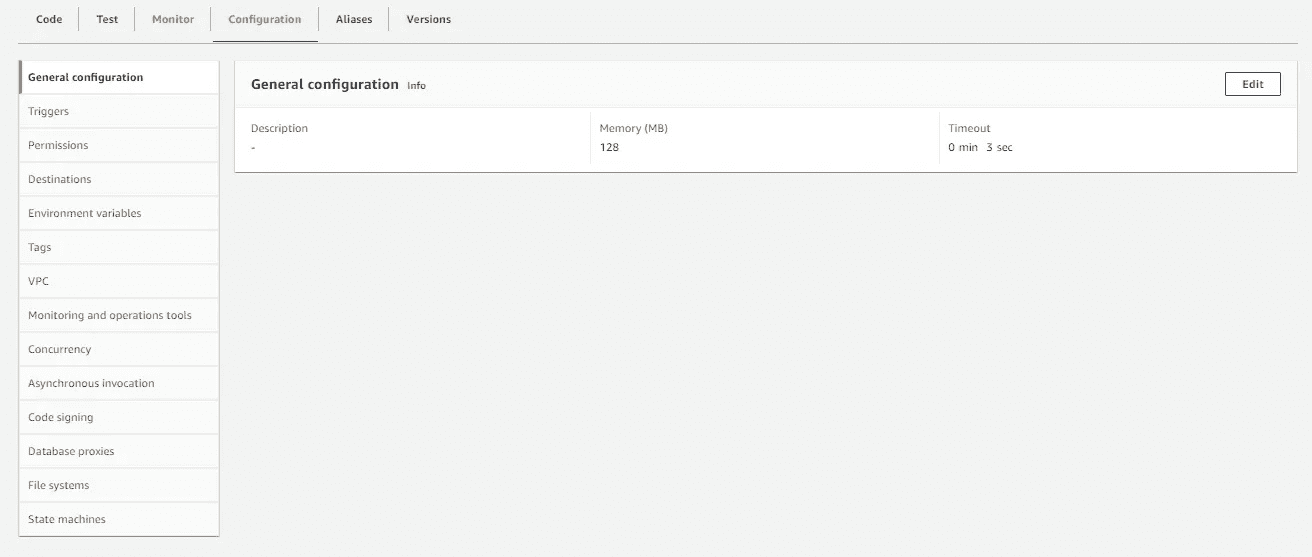 Code Test Monitor Configuration Aliases Versions
General configuration
Triggers
Permissions
Destinations
Environment variables
Tags
VPC
Monitoring and operations tools
Concurrency
Asynchronous invocation
Code signing
Database proxies
File systems
State machines
General configuration Info Edit
Description Memory (MB) Timeout
- 128 0 min 3 sec